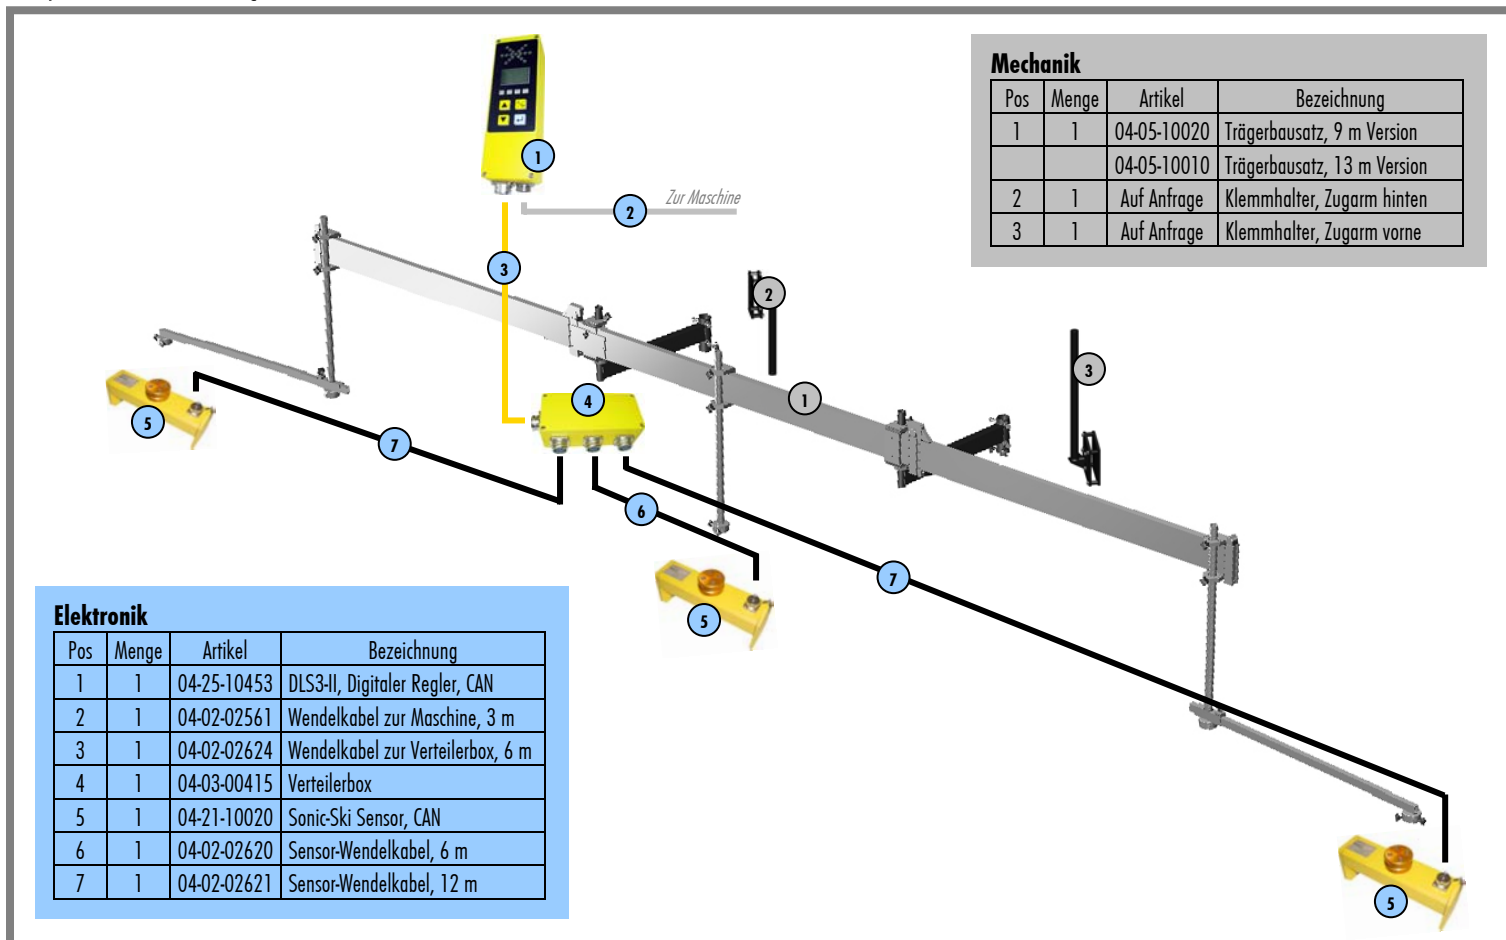 1
Zur Maschine
2
3
4
5
7
6
5
7
5
2
1
3
Mechanik
Pos Menge Artikel Bezeichnung
1 1 04-05-10020 Trägerbausatz, 9 m Version
04-05-10010 Trägerbausatz, 13 m Version
2 1 Auf Anfrage Klemmhalter, Zugarm hinten
3 1 Auf Anfrage Klemmhalter, Zugarm vorne
Elektronik
Pos Menge Artikel Bezeichnung
1 1 04-25-10453 DLS3-II, Digitaler Regler, CAN
2 1 04-02-02561 Wendelkabel zur Maschine, 3 m
3 1 04-02-02624 Wendelkabel zur Verteilerbox, 6 m
4 1 04-03-00415 Verteilerbox
5 1 04-21-10020 Sonic-Ski Sensor, CAN
6 1 04-02-02620 Sensor-Wendelkabel, 6 m
7 1 04-02-02621 Sensor-Wendelkabel, 12 m